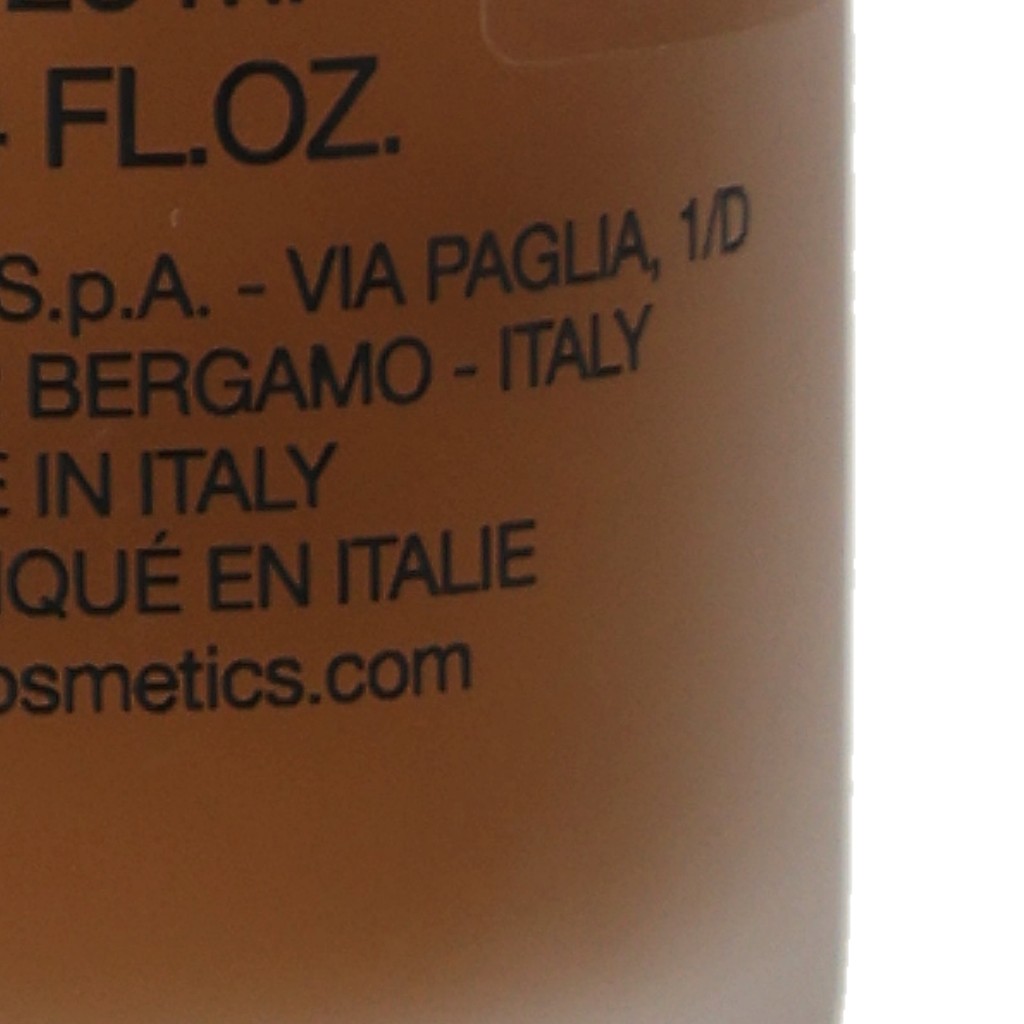 FL.OZ.
S.p.A. - VIA PAGLIA, 1/D
BERGAMO - ITALY
IN ITALY
IQUÉ EN ITALIE
osmetics.com